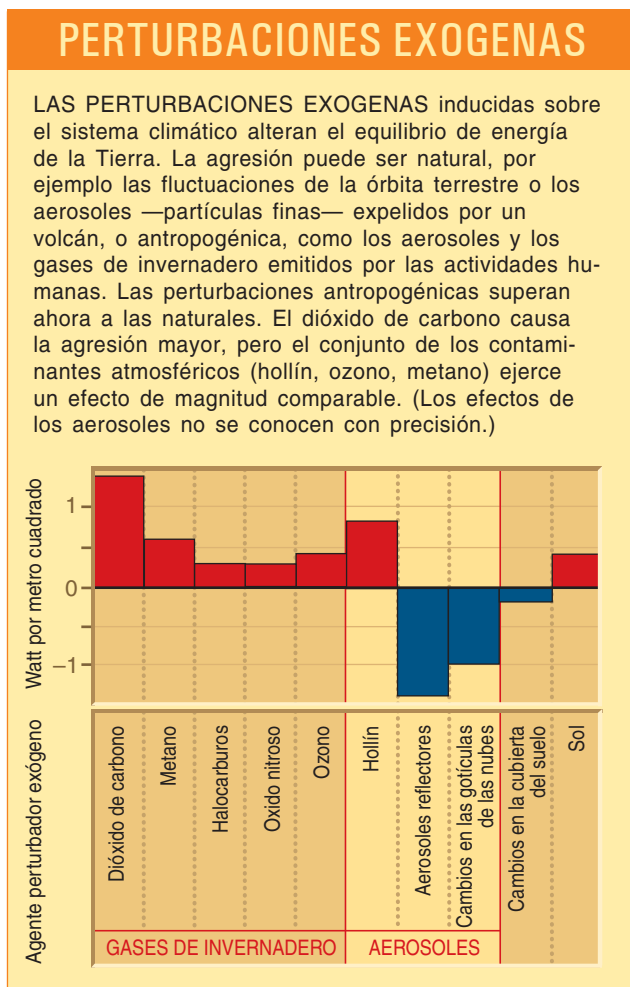 PERTURBACIONES EXOGENAS
LAS PERTURBACIONES EXOGENAS inducidas sobre
el sistema climático alteran el equilibrio de energía
de la Tierra. La agresión puede ser natural, por
ejemplo las fluctuaciones de la órbita terrestre o los
aerosoles —partículas finas— expelidos por un
volcán, o antropogénica, como los aerosoles y los
gases de invernadero emitidos por las actividades hu-
manas. Las perturbaciones antropogénicas superan
ahora a las naturales. El dióxido de carbono causa
la agresión mayor, pero el conjunto de los contami-
nantes atmosféricos (hollín, ozono, metano) ejerce
un efecto de magnitud comparable. (Los efectos de
los aerosoles no se conocen con precisión.)
Watt por metro cuadrado
1
0
−1
Agente perturbador exógeno
Dióxido de carbono
Metano
Halocarburos
Oxido nitroso
Ozono
Hollín
Aerosoles reflectores
Cambios en las gotículas
de las nubes
Cambios en la cubierta
del suelo
Sol
GASES DE INVERNADERO
AEROSOLES